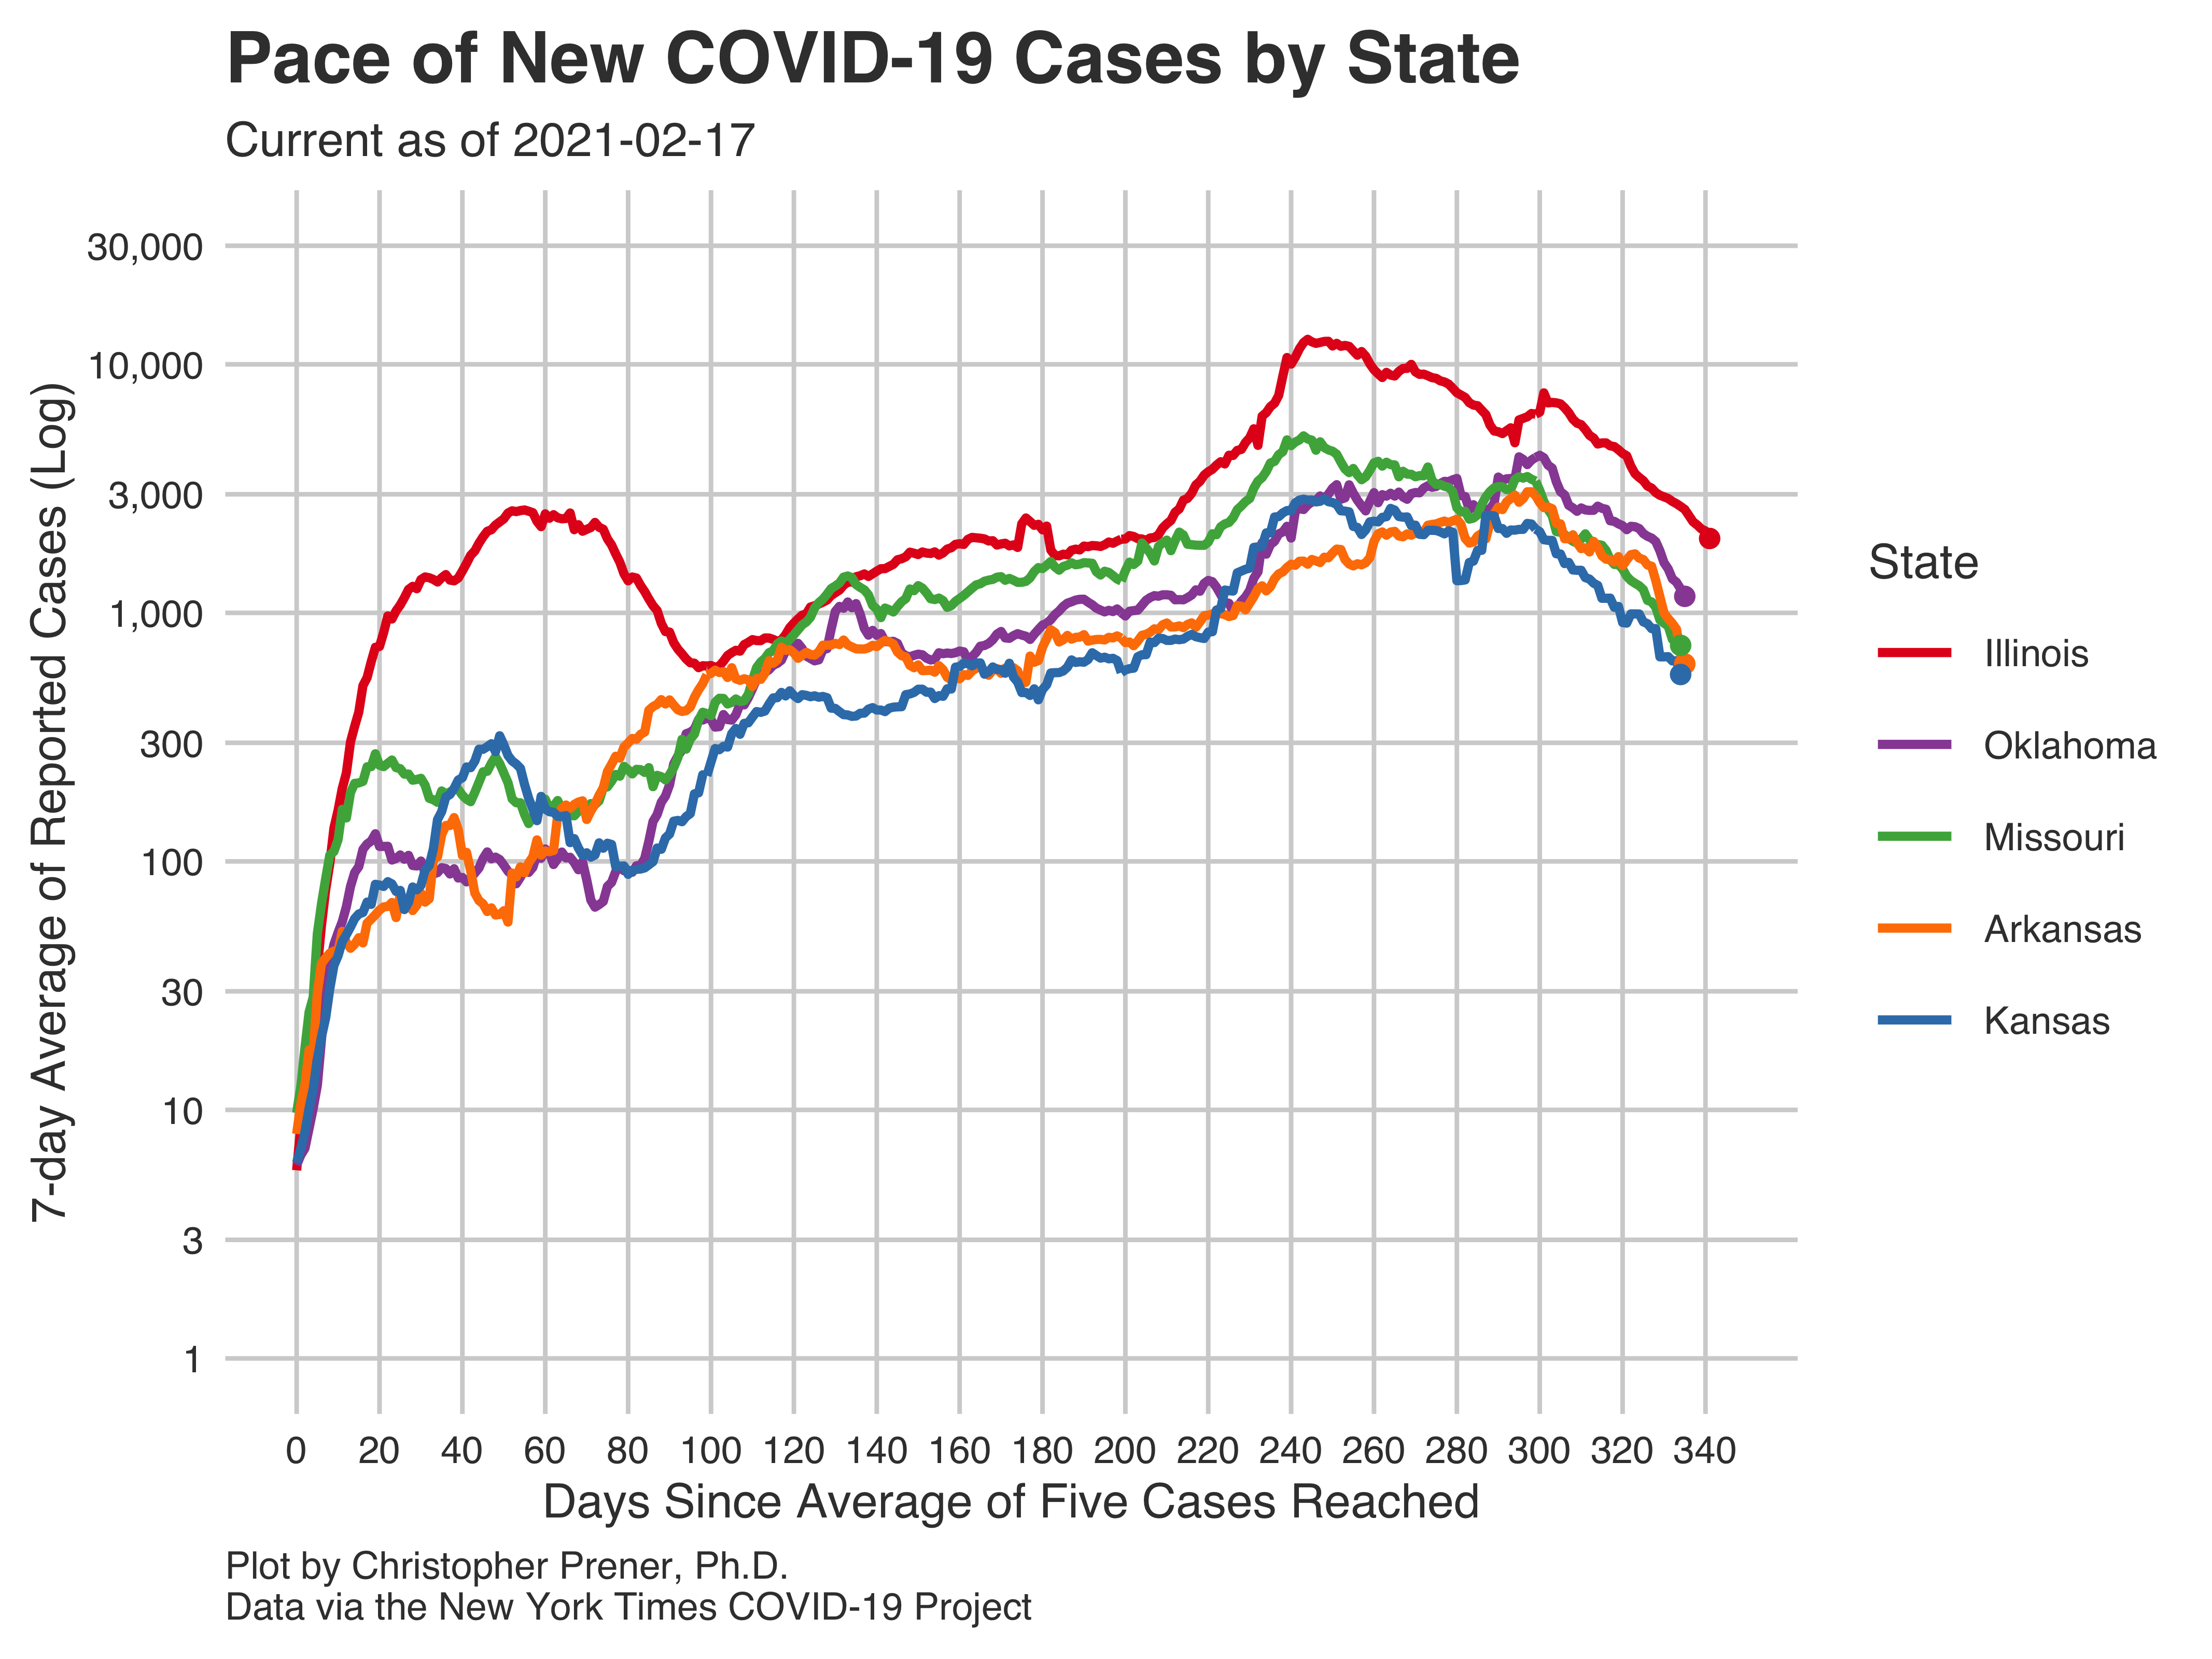 Pace of New COVID-19 Cases by State
Current as of 2021-02-17
7-day Average of Reported Cases (Log)
30,000
10,000
3,000
1,000
300
100
30
10
3
1
0 20 40 60 80 100 120 140 160 180 200 220 240 260 280 300 320 340
Days Since Average of Five Cases Reached
State
Illinois
Oklahoma
Missouri
Arkansas
Kansas
Plot by Christopher Prener, Ph.D.
Data via the New York Times COVID-19 Project